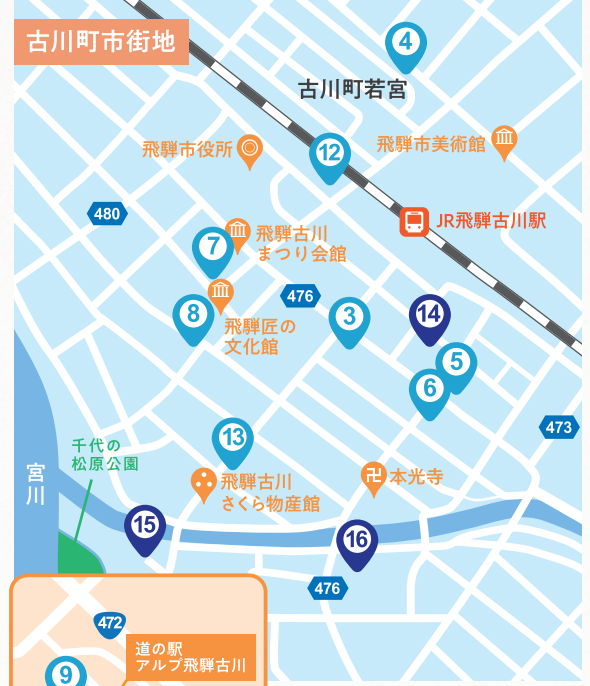 古川町市街地
4
古川町若宮
飛騨市役所
12
飛騨市美術館
480
JR飛騨古川駅
7
飛騨古川
まつり会館
476
8
飛騨匠の
文化館
3
14
5
6
473
13
千代の
松原公園
宮川
飛騨古川
さくら物産館
卍
本光寺
15
16
476
472
道の駅
アルプ飛騨古川
9